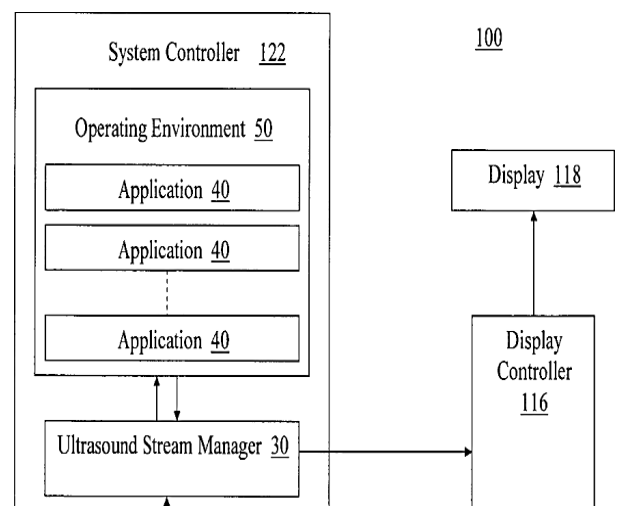 System Controller 122
100
Operating Environment 50
Application 40
Application 40
Application 40
Ultrasound Stream Manager 30
Display 118
Display
Controller
116